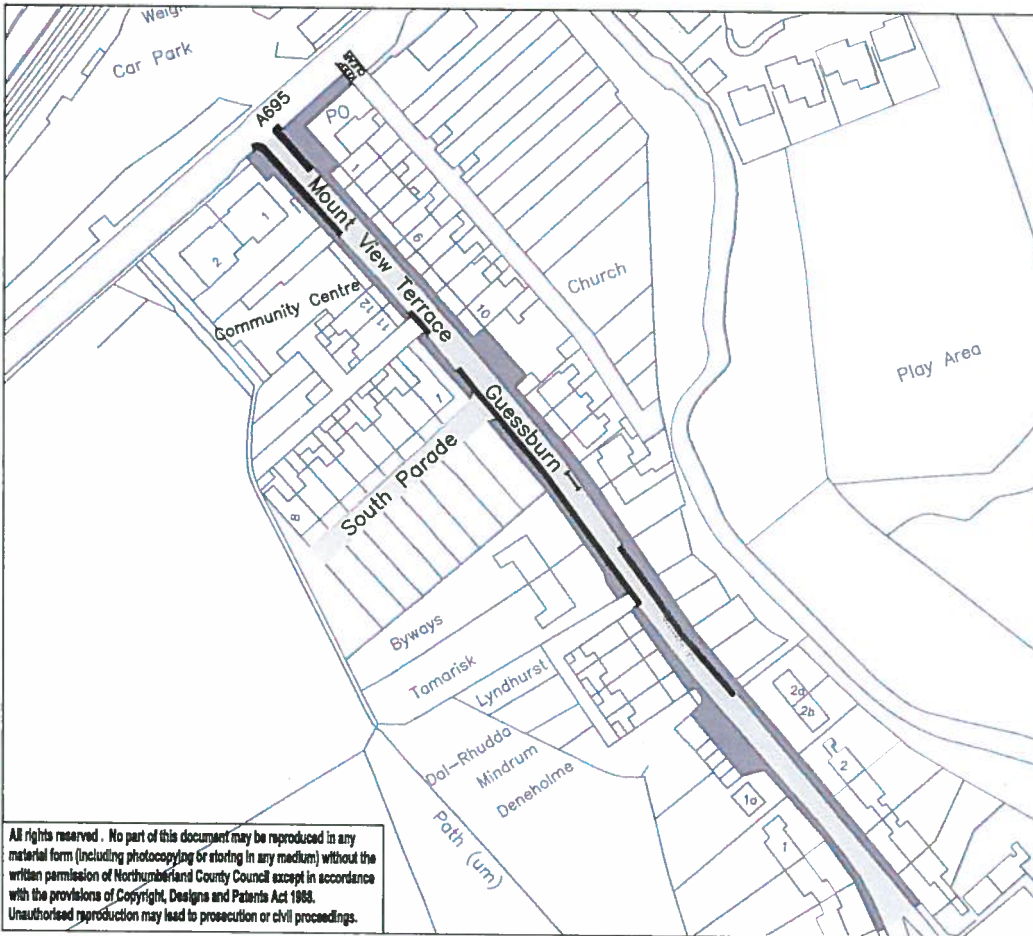 Car Park
A695
PO
1
Mount View Terrace
6
10
1
2
Community Centre
11
12
Church
Play Area
1
Guessburn
South Parade
8
Byways
Tamarisk
Lyndhurst
Dal-Rhudda
Mindrum
Deneholme
Path (um)
2a
2b
2
1a
1
All rights reserved . No part of this document may be reproduced in any
material form (including photocopying or storing in any medium) without the
written permission of Northumberland County Council except in accordance
with the provisions of Copyright, Designs and Patents Act 1988.
Unauthorised reproduction may lead to prosecution or civil proceedings.